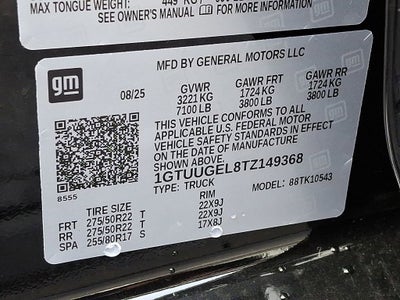 MAX TONGUE WEIGHT:
SEE OWNER'S MANUAL FOR MORE INFORMATION
gm
MFD BY GENERAL MOTORS LLC
08/25 GVWR GAWR FRT GAWR RR
3221 KG 1724 KG 1724 KG
7100 LB 3800 LB 3800 LB
THIS VEHICLE CONFORMS TO ALL
APPLICABLE U.S. FEDERAL MOTOR
VEHICLE SAFETY STANDARDS IN EFFECT
ON THE DATE OF MANUFACTURE
SHOWN ABOVE.
1GTUUGEL8TZ149368
8555
TYPE: TRUCK MODEL: 88TK10543
TIRE SIZE RIM
FRT 275/50R22 T 22X9J
RR 275/50R22 T 22X9J
SPA 255/80R17 S 17X8J